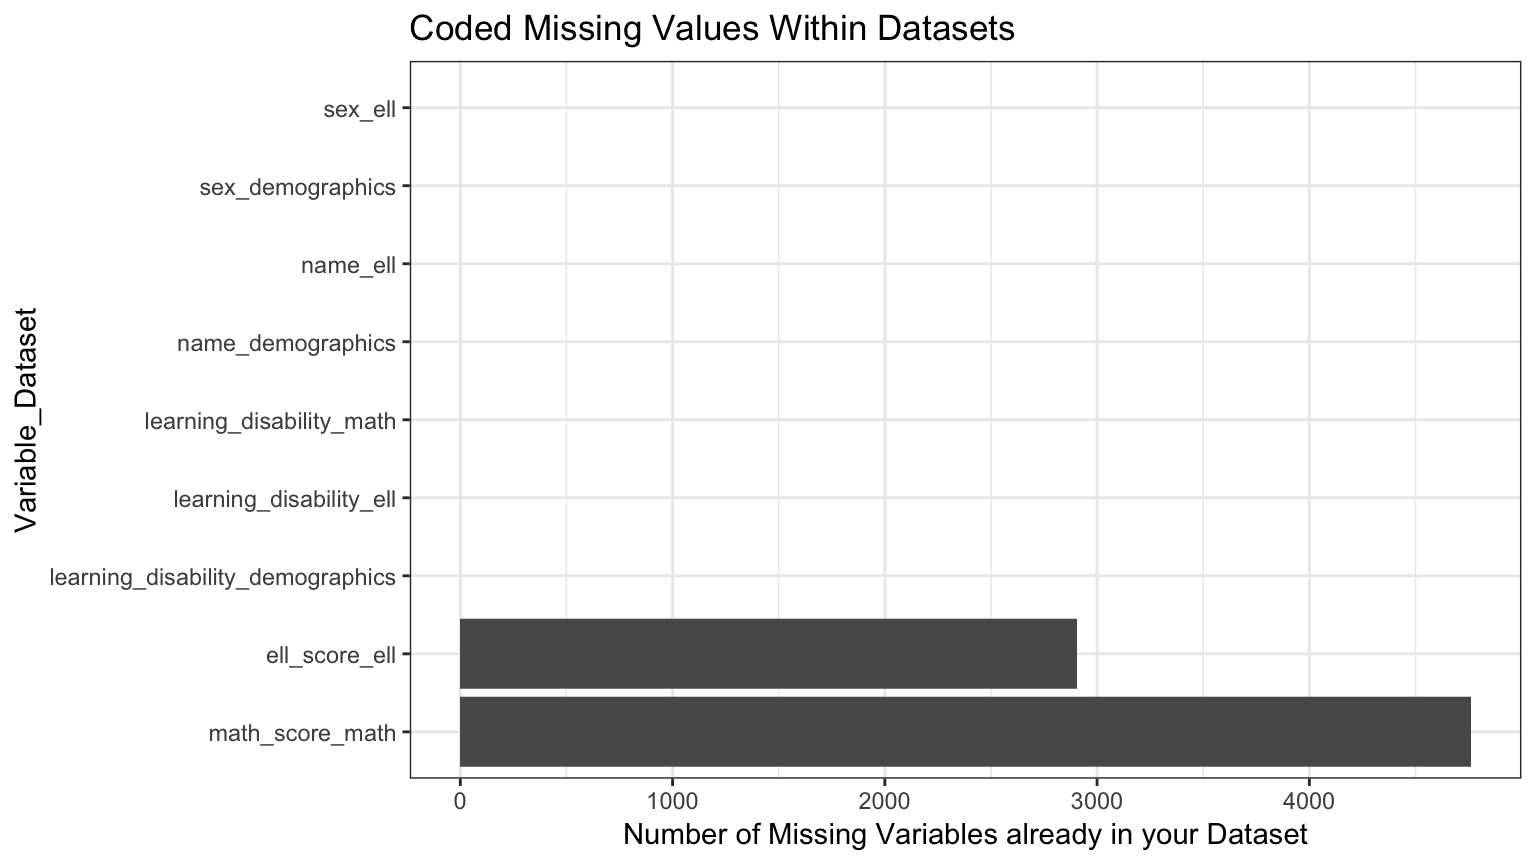 Coded Missing Values Within Datasets
Variable_Dataset
sex_ell
sex_demographics
name_ell
name_demographics
learning_disability_math
learning_disability_ell
learning_disability_demographics
ell_score_ell
math_score_math
0 1000 2000 3000 4000
Number of Missing Variables already in your Dataset